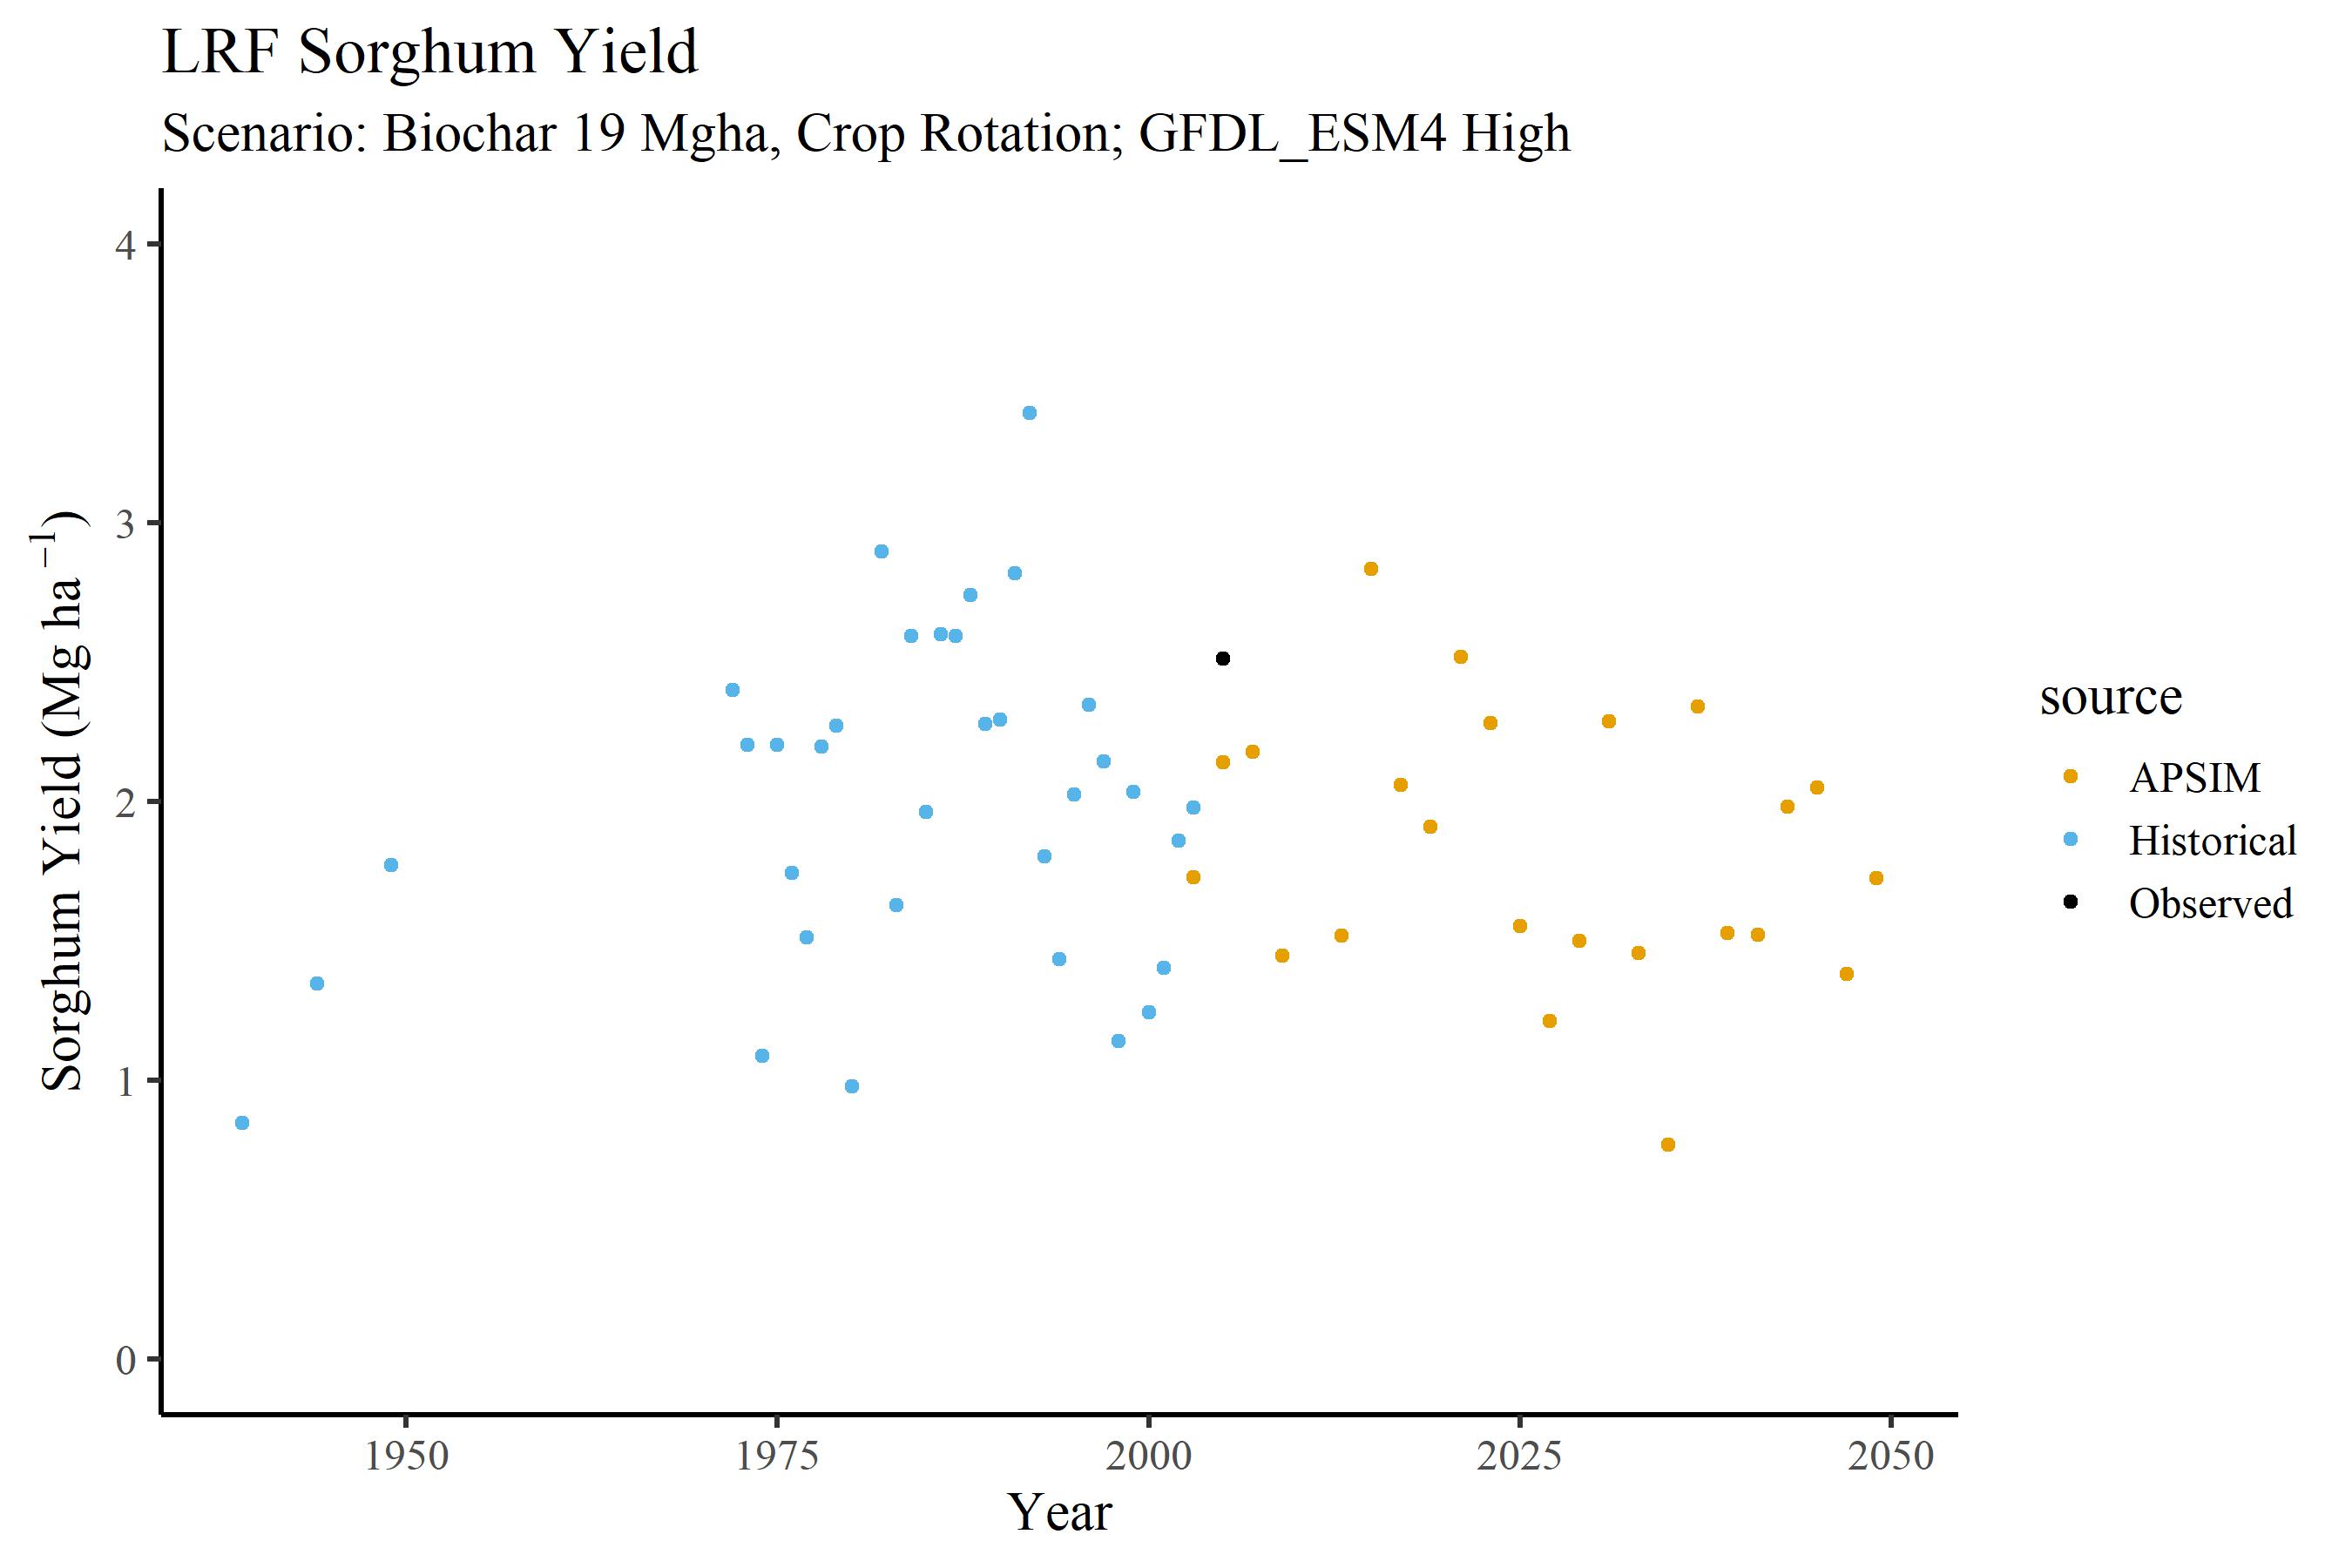 LRF Sorghum Yield
Scenario: Biochar 19 Mgha, Crop Rotation; GFDL_ESM4 High
Sorghum Yield (Mg ha −1)
4
3
2
1
0
1950
1975
2000
2025
2050
Year
source
APSIM
Historical
Observed